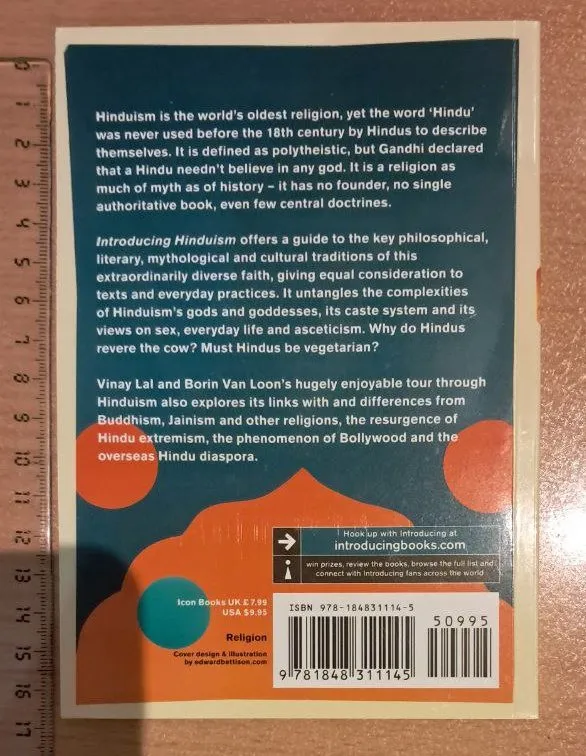 Hinduism is the world's oldest religion, yet the word ‘Hindu’
was never used before the 18th century by Hindus to describe
themselves. It is defined as polytheistic, but Gandhi declared
that a Hindu needn't believe in any god. It is a religion as
much of myth as of history – it has no founder, no single
authoritative book, even few central doctrines.
Introducing Hinduism offers a guide to the key philosophical,
literary, mythological and cultural traditions of this
extraordinarily diverse faith, giving equal consideration to
texts and everyday practices. It untangles the complexities
of Hinduism's gods and goddesses, its caste system and its
views on sex, everyday life and asceticism. Why do Hindus
revere the cow? Must Hindus be vegetarian?
Vinay Lal and Borin Van Loon's hugely enjoyable tour through
Hinduism also explores its links with and differences from
Buddhism, Jainism and other religions, the resurgence of
Hindu extremism, the phenomenon of Bollywood and the
overseas Hindu diaspora.
Hook up with Introducing at
introducingbooks.com
win prizes, review the books, browse the full list and
connect with Introducing fans across the world
Icon Books UK £7.99
USA $9.95
Religion
Cover design & illustration
by edwardbettison.com
ISBN 978-184831114-5
50995
9 781848 311145
0 1 2 3 4 5 6 7 8 9 10 11 12 13 14 15 16 17